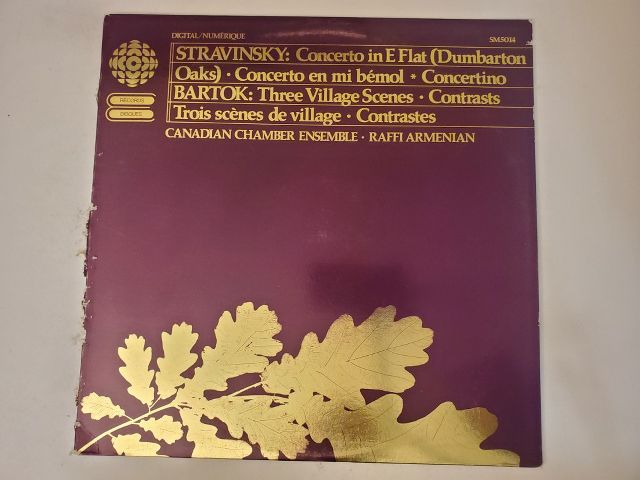 DIGITAL/NUMÉRIQUE
SM5014
STRAVINSKY: Concerto in E Flat (Dumbarton
Oaks) · Concerto en mi bémol * Concertino
BARTOK: Three Village Scenes · Contrasts
Trois scènes de village · Contrastes
CANADIAN CHAMBER ENSEMBLE · RAFFI ARMENIAN
RECORDS
DISQUES